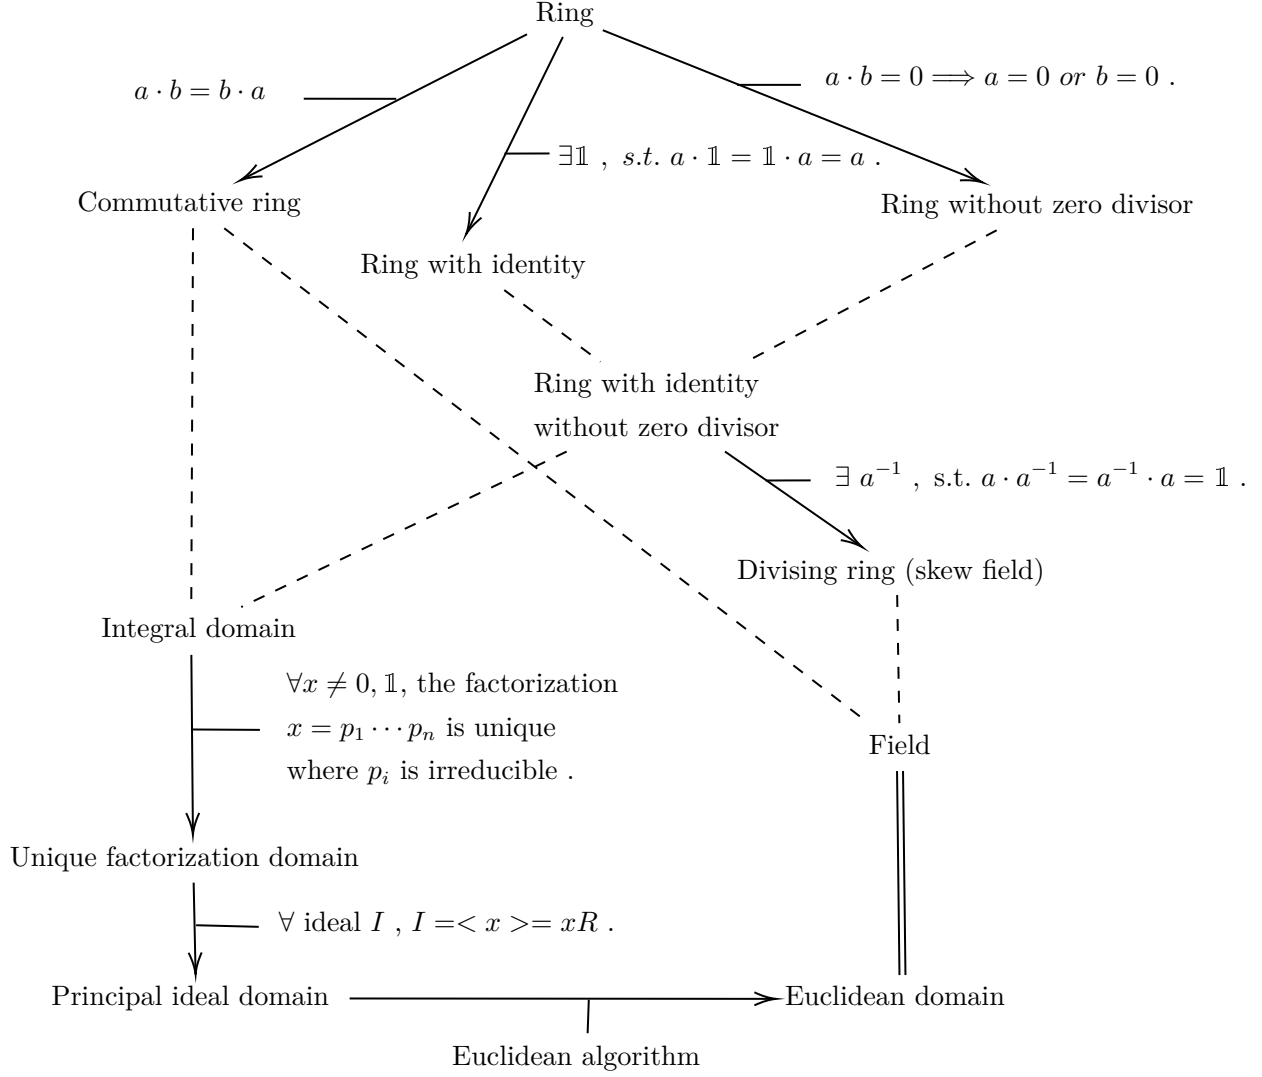 Ring
a · b = b · a
a · b = 0 ⟹ a = 0 or b = 0 .
∃𝟙 , s.t. a · 𝟙 = 𝟙 · a = a .
Commutative ring
Ring without zero divisor
Ring with identity
Ring with identity
without zero divisor
∃ a⁻¹ , s.t. a · a⁻¹ = a⁻¹ · a = 𝟙 .
Divising ring (skew field)
Integral domain
∀x ≠ 0, 𝟙, the factorization
x = p₁ ··· pₙ is unique
where pᵢ is irreducible .
Field
Unique factorization domain
∀ ideal I , I =< x >= xR .
Principal ideal domain
Euclidean domain
Euclidean algorithm